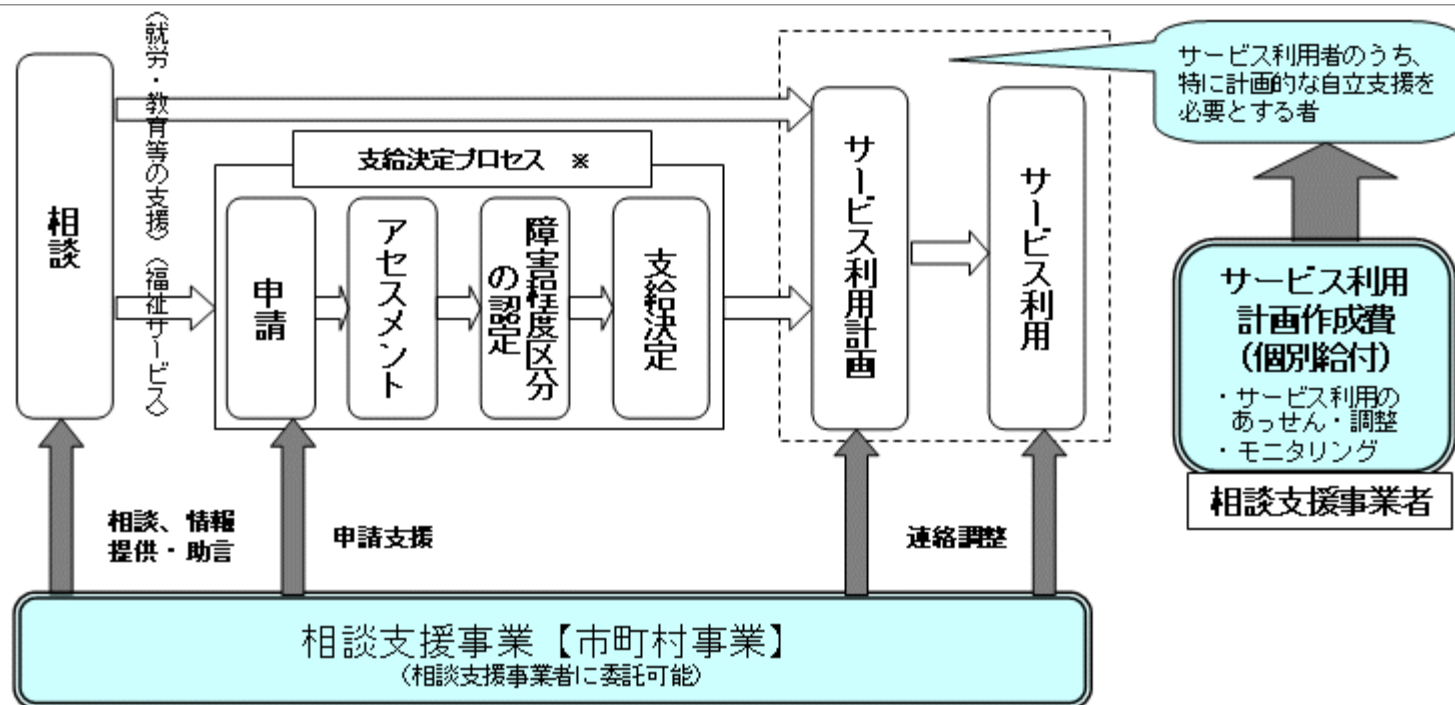 相談
(就労・教育等の支援)
(福祉サービス)
支給決定プロセス ※
申請
アセスメント
障害程度区分
の認定
支給決定
サービス利用計画
サービス利用
サービス利用者のうち、
特に計画的な自立支援を
必要とする者
サービス利用
計画作成費
(個別給付)
・サービス利用の
あっせん・調整
・モニタリング
相談支援事業者
相談、情報
提供・助言
申請支援
連絡調整
相談支援事業【市町村事業】
(相談支援事業者に委託可能)